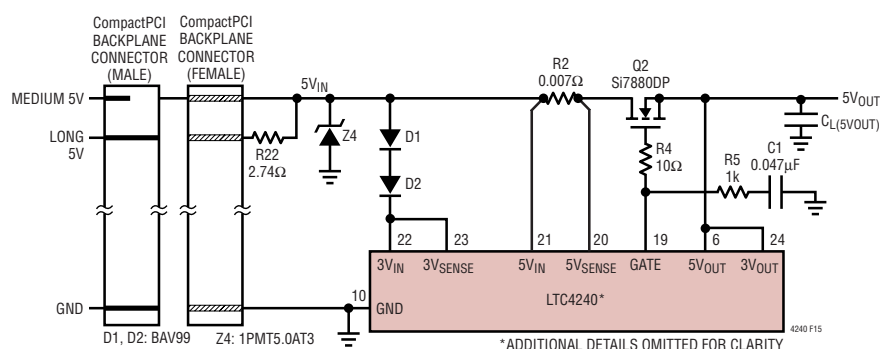 CompactPCI
BACKPLANE
CONNECTOR
(MALE)
CompactPCI
BACKPLANE
CONNECTOR
(FEMALE)
MEDIUM 5V
LONG
5V
GND
5VIN
R22
2.74Ω
Z4
D1
D2
R2
0.007Ω
Q2
Si7880DP
R4
10Ω
R5
1k
C1
0.047µF
5VOUT
CL(5VOUT)
22
23
21
20
19
6
24
3VIN
3VSENSE
5VIN
5VSENSE
GATE
5VOUT
3VOUT
10
GND
LTC4240*
4240 F15
D1, D2: BAV99
Z4: 1PMT5.0AT3
*ADDITIONAL DETAILS OMITTED FOR CLARITY